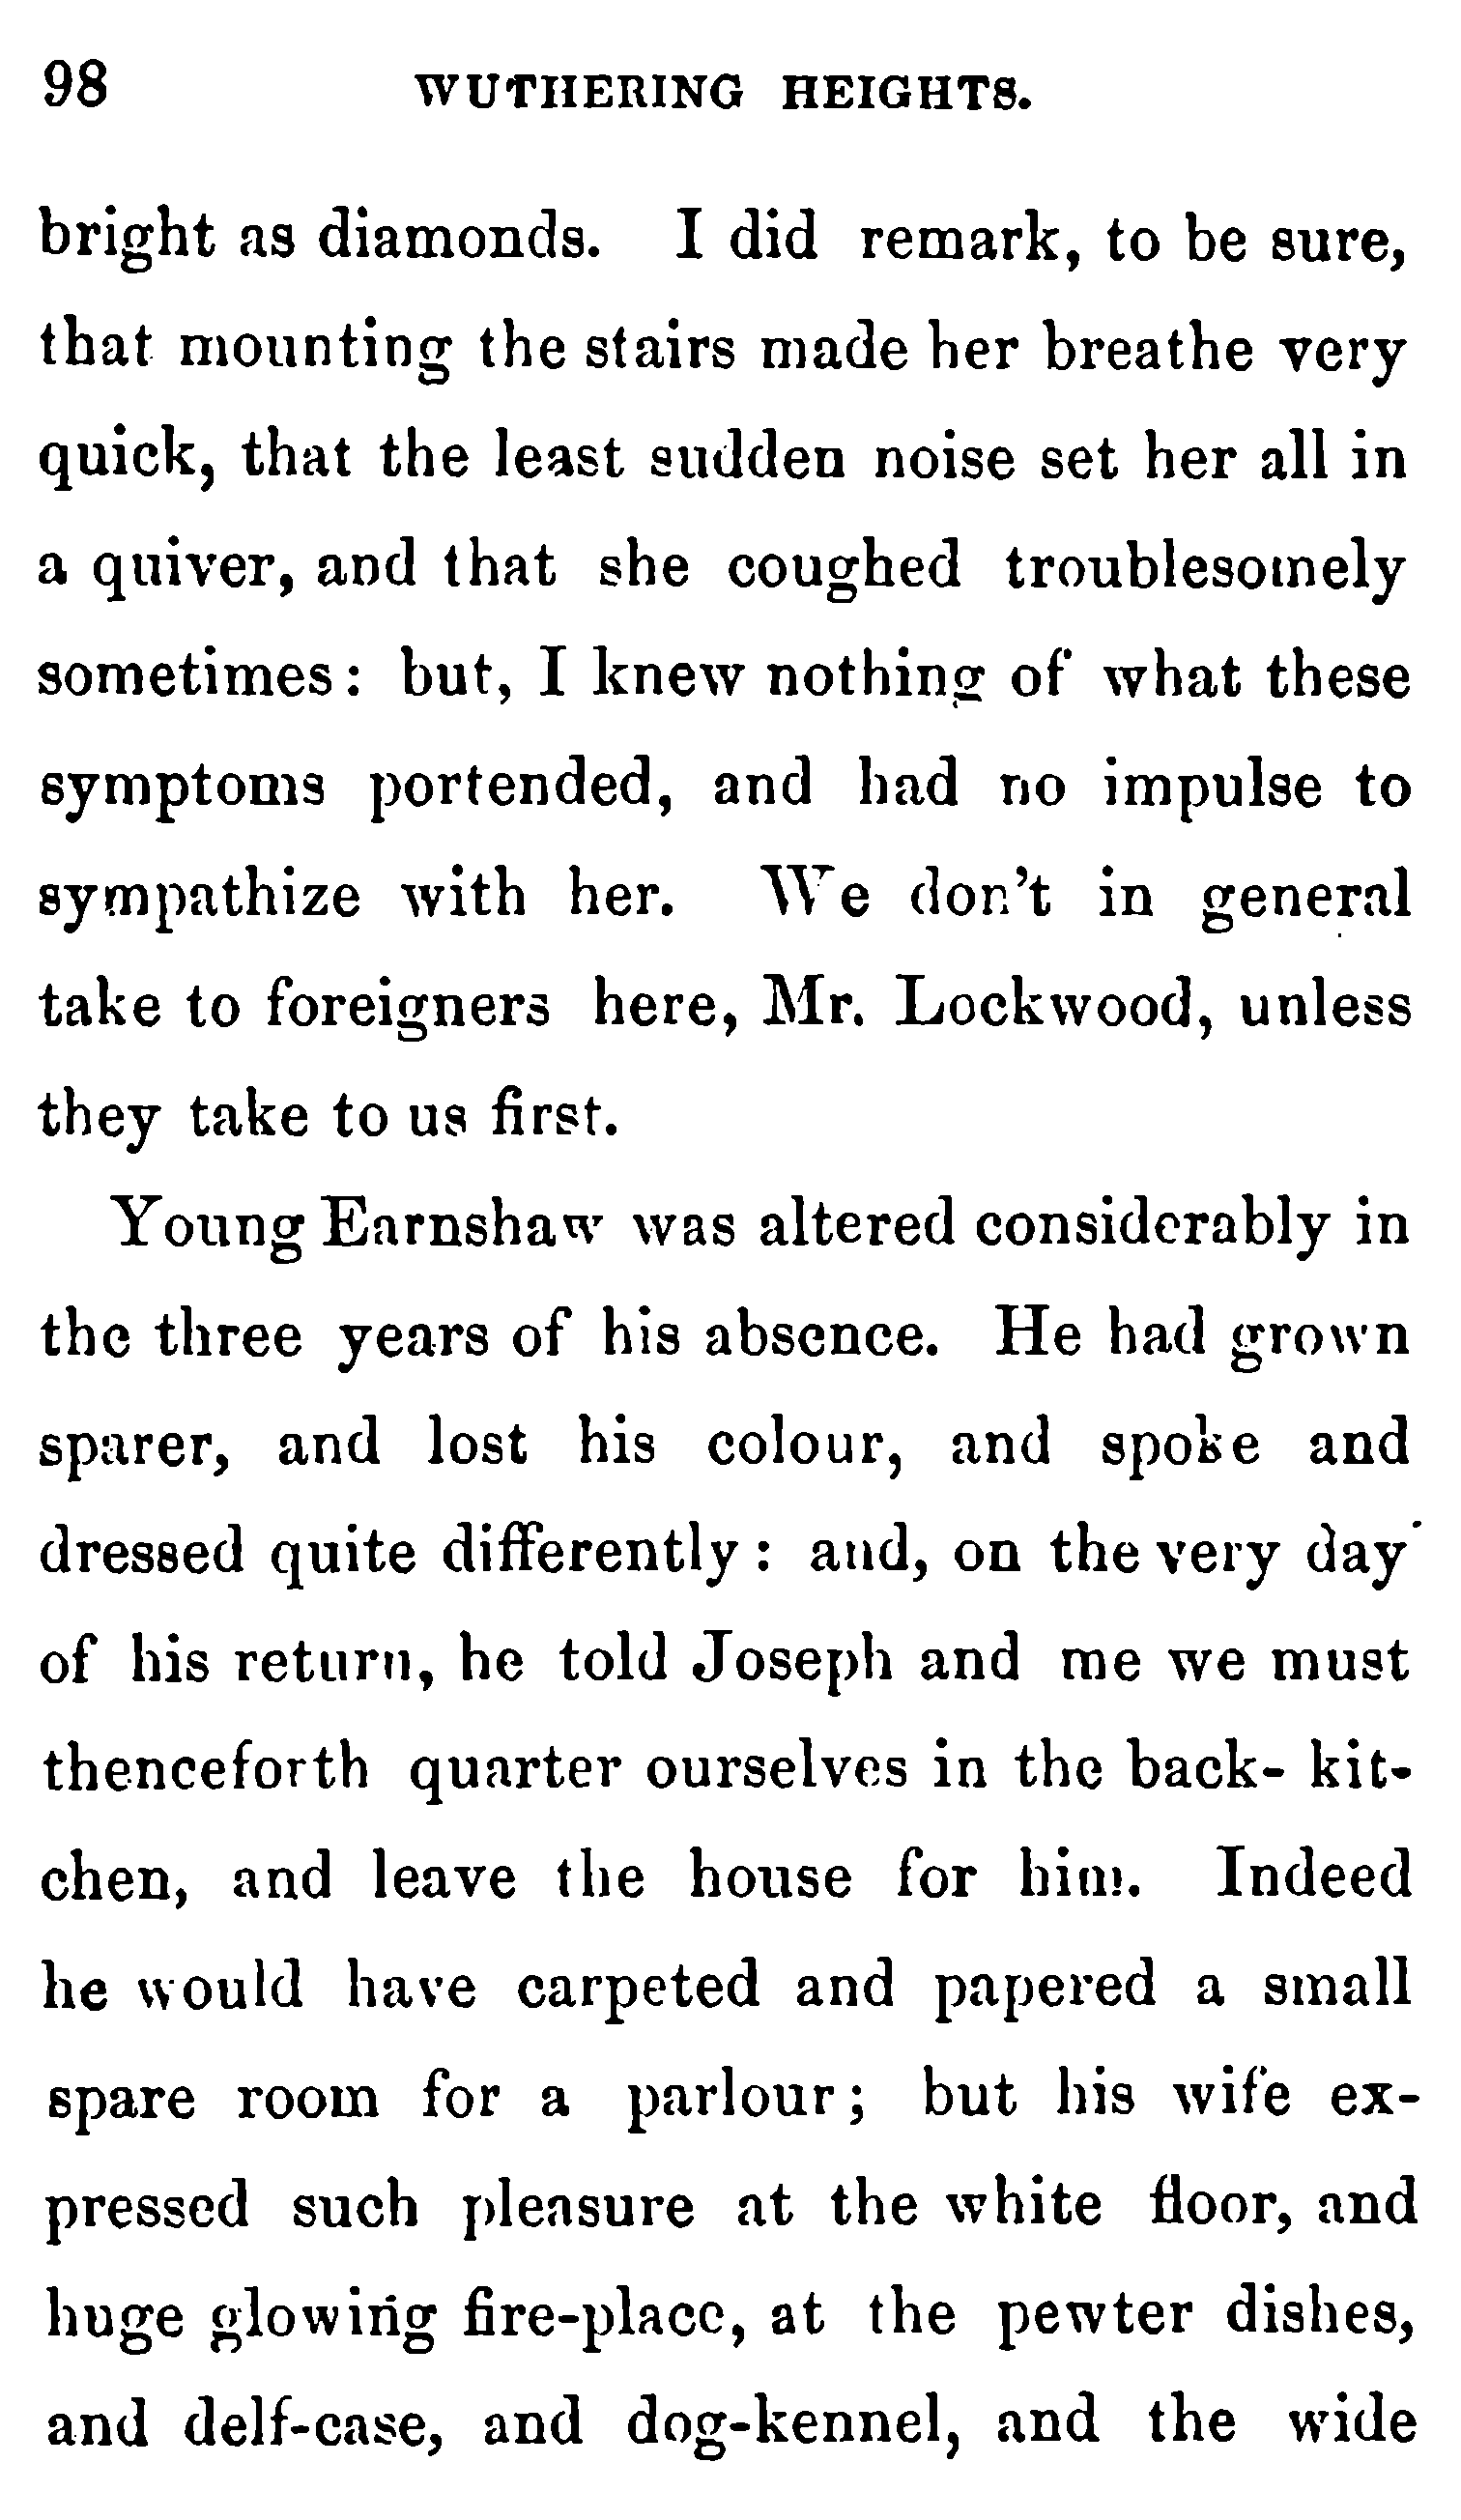 98 WUTHERING HEIGHTS.
bright as diamonds. I did remark, to be sure,
that mounting the stairs made her breathe very
quick, that the least sudden noise set her all in
a quiver, and that she coughed troublesomely
sometimes: but, I knew nothing of what these
symptoms portended, and had no impulse to
sympathize with her. We don't in general
take to foreigners here, Mr. Lockwood, unless
they take to us first.
Young Earnshaw was altered considerably in
the three years of his absence. He had grown
sparer, and lost his colour, and spoke and
dressed quite differently: and, on the very day
of his return, he told Joseph and me we must
thenceforth quarter ourselves in the back- kit-
chen, and leave the house for him. Indeed
he would have carpeted and papered a small
spare room for a parlour; but his wife ex-
pressed such pleasure at the white floor, and
huge glowing fire-place, at the pewter dishes,
and delf-case, and dog-kennel, and the wide